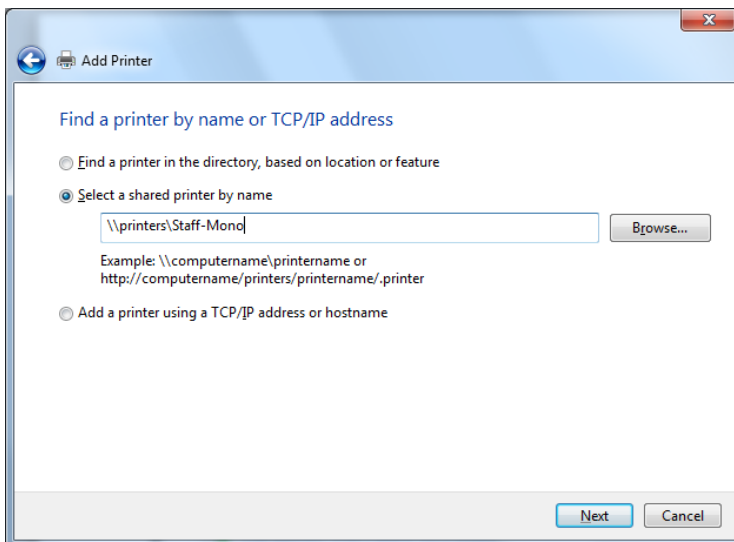 Add Printer
Find a printer by name or TCP/IP address
Find a printer in the directory, based on location or feature
Select a shared printer by name
\\printers\Staff-Mono
Browse...
Example: \\computername\printername or
http://computername/printers/printername/.printer
Add a printer using a TCP/IP address or hostname
Next
Cancel